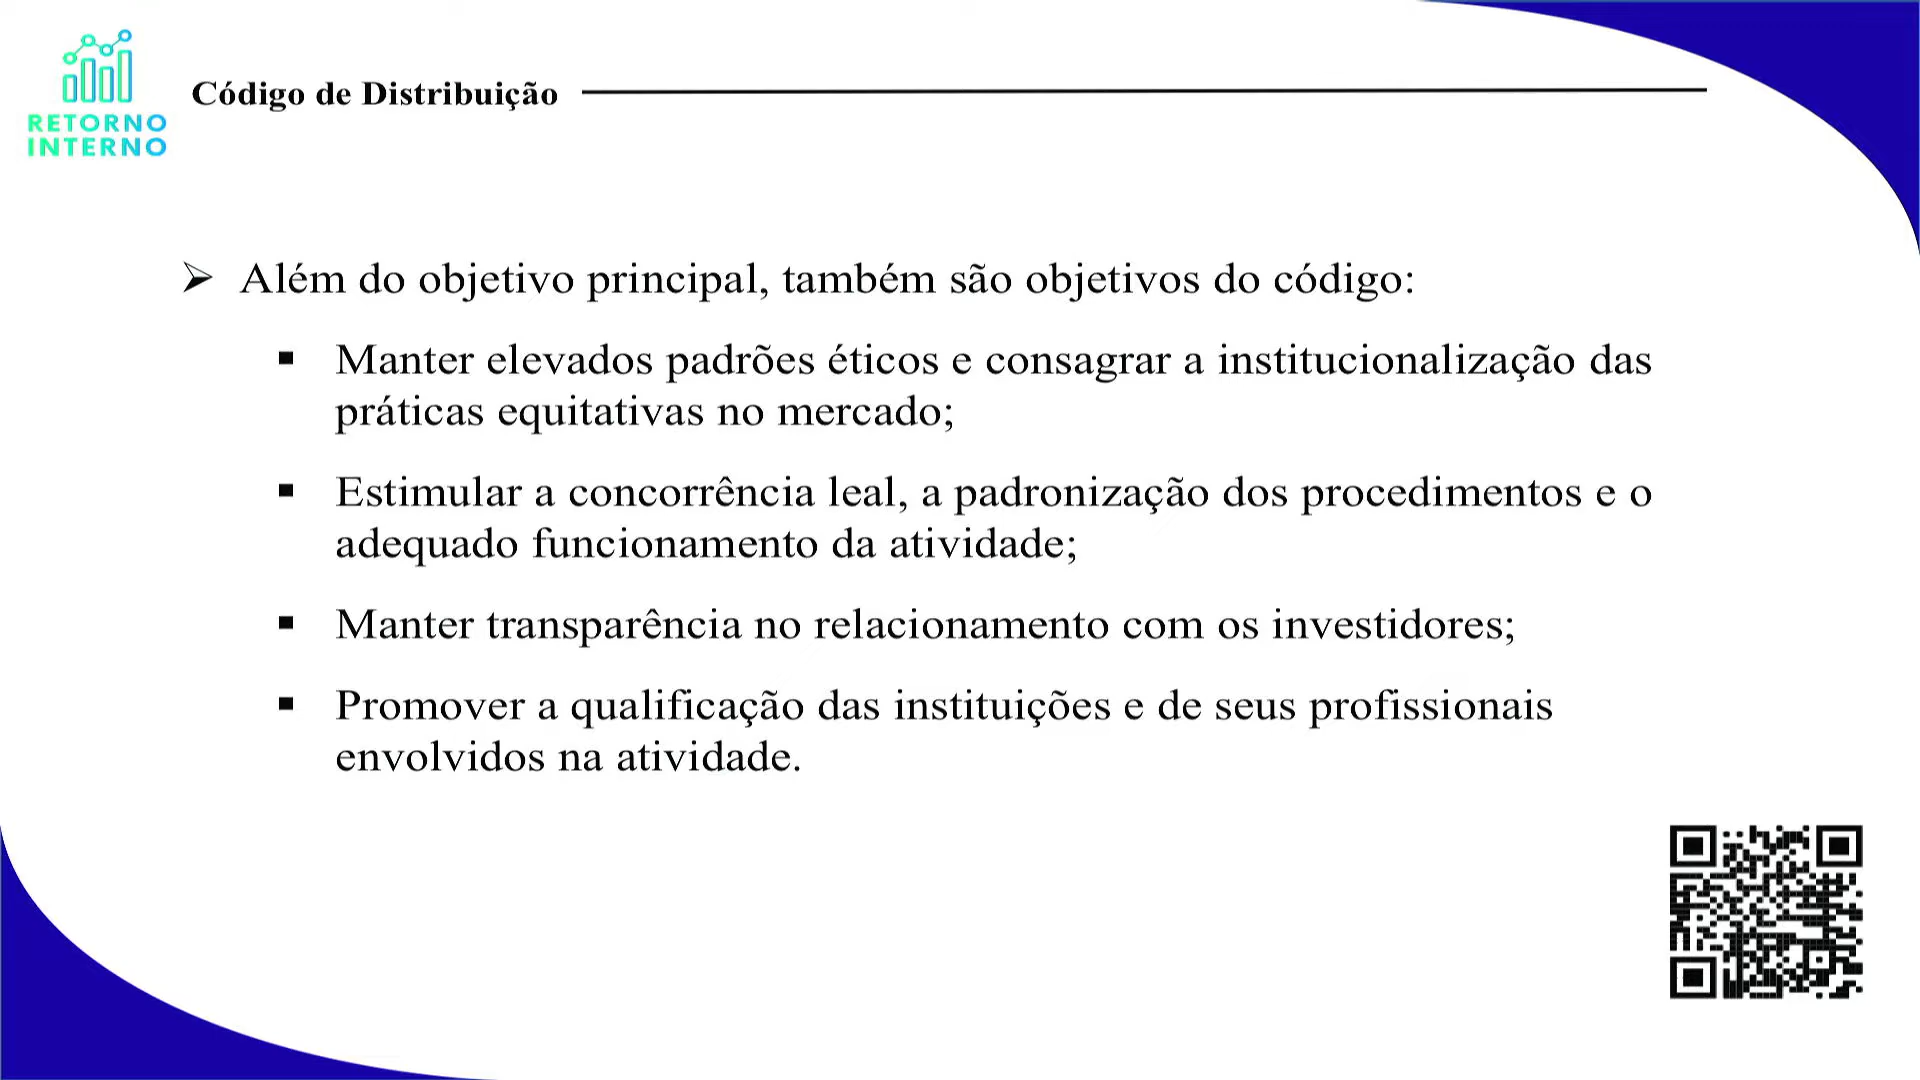 RETORNO
INTERNO
Código de Distribuição
➢ Além do objetivo principal, também são objetivos do código:
▪ Manter elevados padrões éticos e consagrar a institucionalização das
práticas equitativas no mercado;
▪ Estimular a concorrência leal, a padronização dos procedimentos e o
adequado funcionamento da atividade;
▪ Manter transparência no relacionamento com os investidores;
▪ Promover a qualificação das instituições e de seus profissionais
envolvidos na atividade.